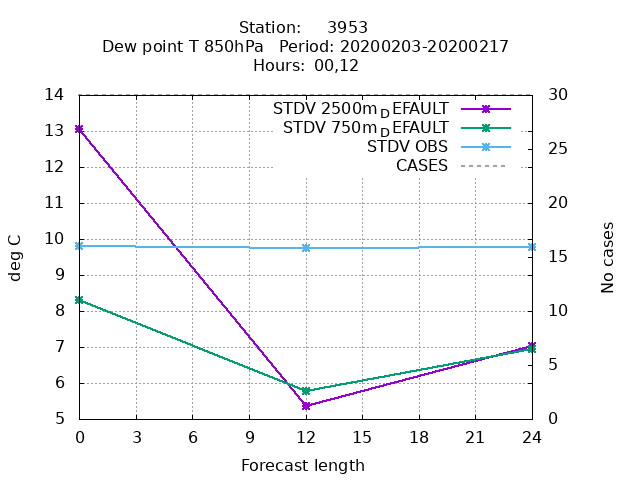 Station: 3953
Dew point T 850hPa Period: 20200203-20200217
Hours: 00,12
14 30
STDV 2500m_DEFAULT
13 STDV 750m_DEFAULT
25
STDV OBS
12 CASES
11 20
10
15
9
8 10
7
5
6
5 0
deg C
No cases
0 3 6 9 12 15 18 21 24
Forecast length